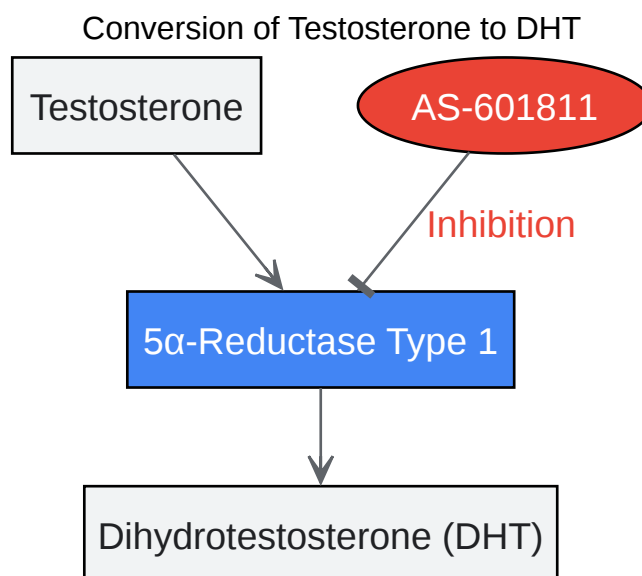 Conversion of Testosterone to DHT
Testosterone
AS-601811
Inhibition
5α-Reductase Type 1
Dihydrotestosterone (DHT)